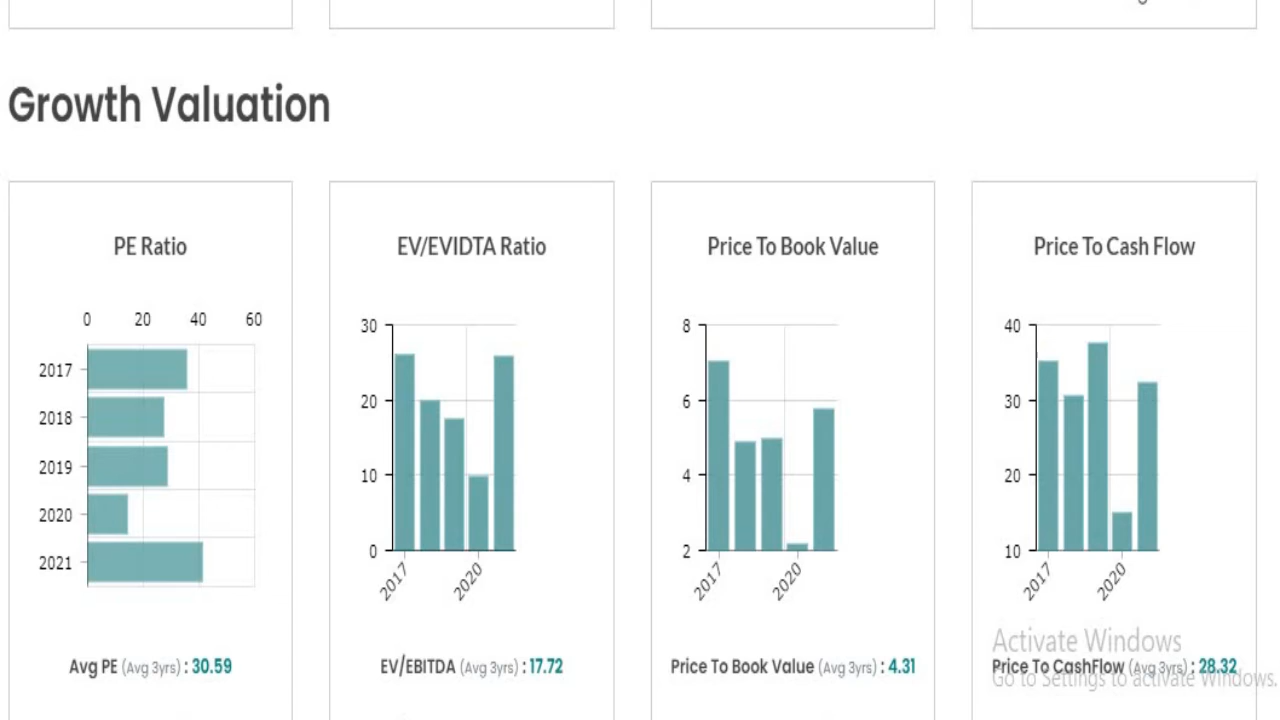 Growth Valuation
PE Ratio
0 20 40 60
2017
2018
2019
2020
2021
Avg PE (Avg 3yrs) : 30.59
EV/EVIDTA Ratio
30
20
10
0
2017 2020
EV/EBITDA (Avg 3yrs) : 17.72
Price To Book Value
8
6
4
2
2017 2020
Price To Book Value (Avg 3yrs) : 4.31
Price To Cash Flow
40
30
20
10
2017 2020
Price To CashFlow (Avg 3yrs) : 28.32
Activate Windows
Go to Settings to activate Windows.